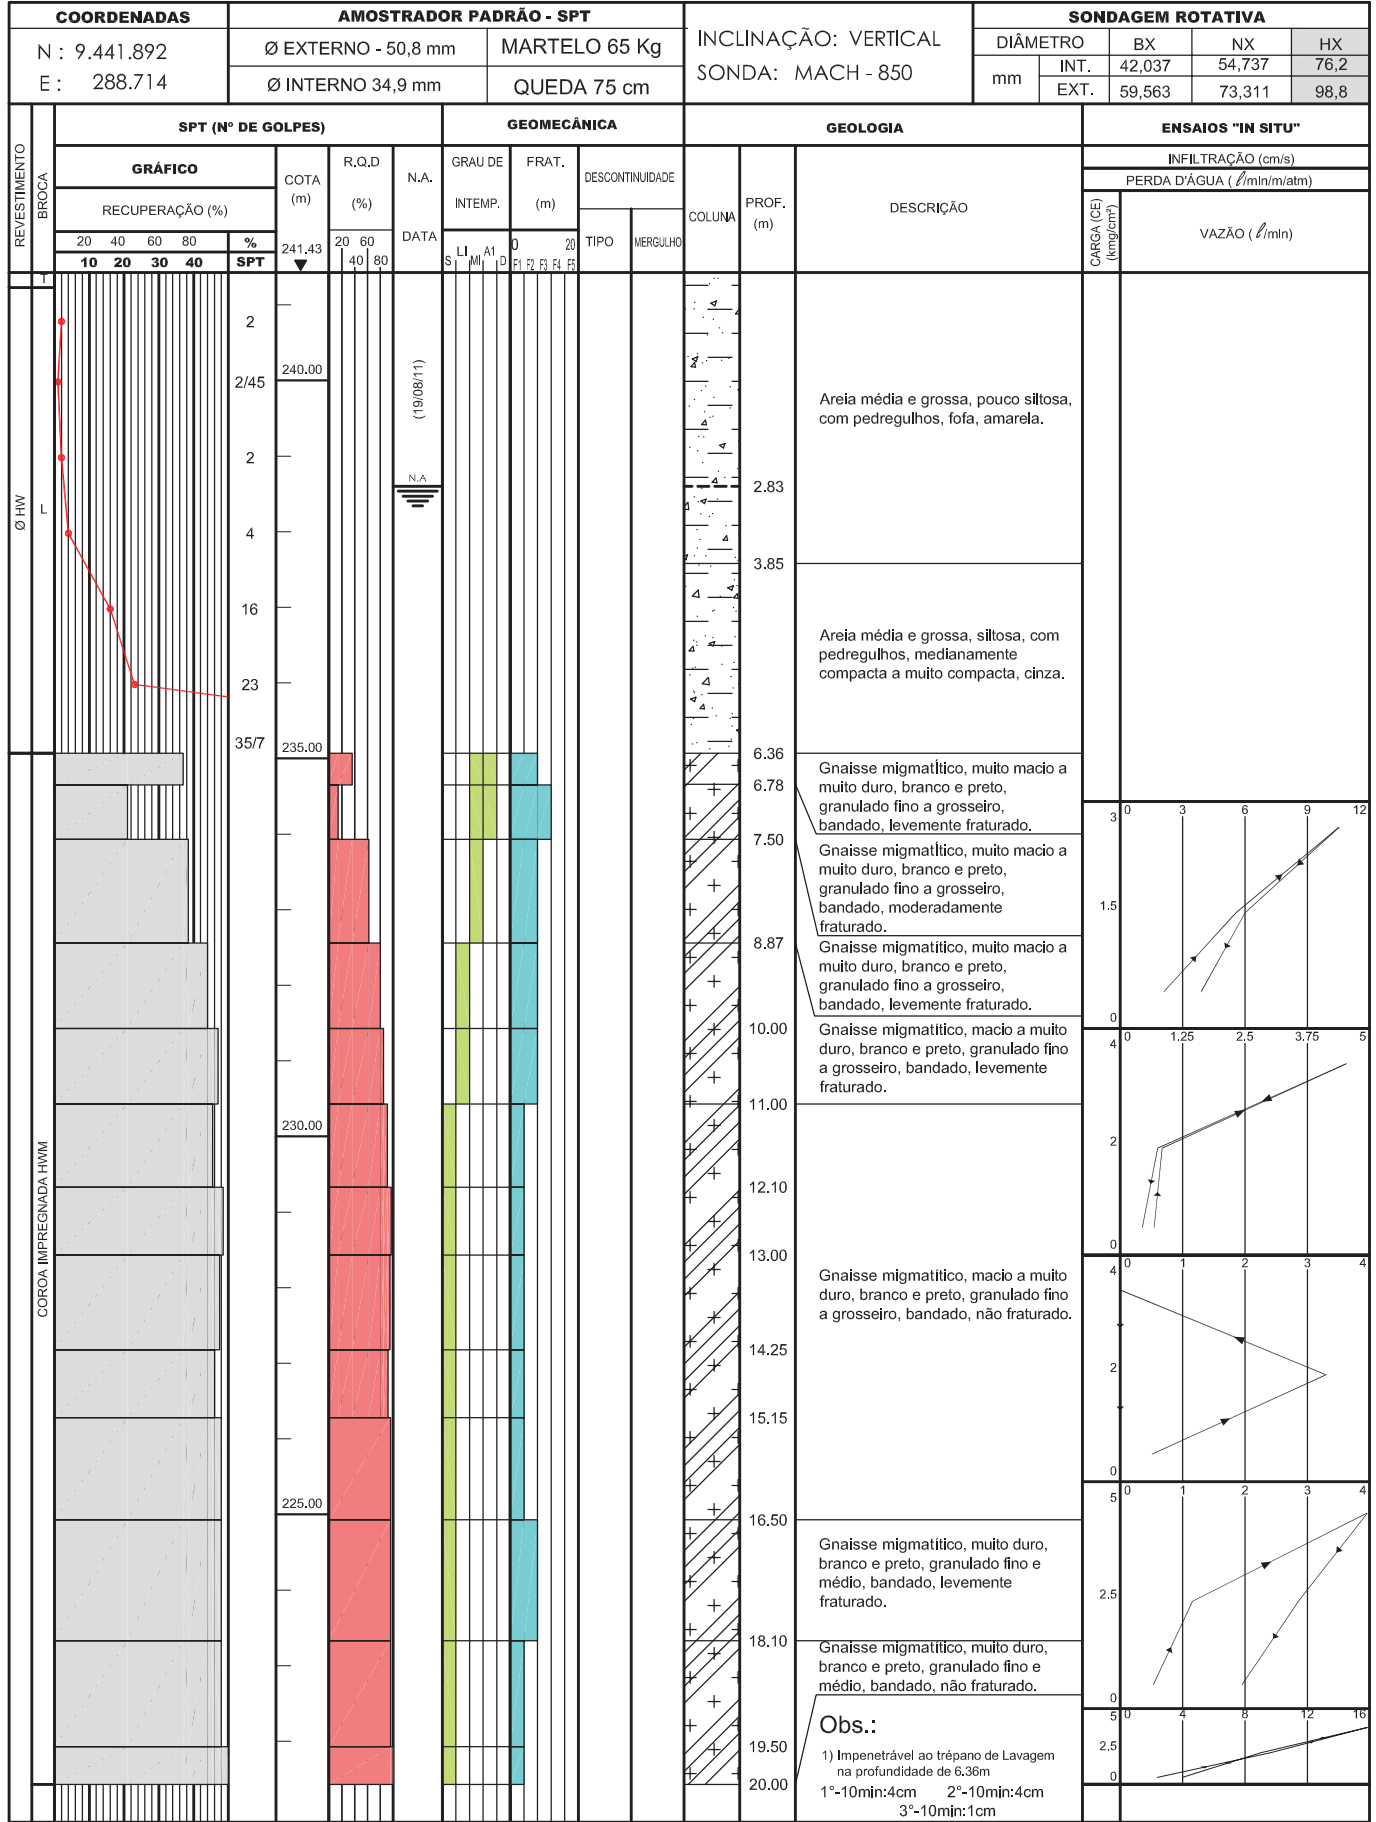 COORDENADAS
N : 9.441.892
E : 288.714
AMOSTRADOR PADRÃO - SPT
Ø EXTERNO - 50,8 mm
MARTELO 65 Kg
Ø INTERNO 34,9 mm
QUEDA 75 cm
INCLINAÇÃO: VERTICAL
SONDA: MACH - 850
SONDAGEM ROTATIVA
DIÂMETRO BX NX HX
mm INT. 42,037 54,737 76,2
EXT. 59,563 73,311 98,8
REVESTIMENTO
BROCA
SPT (Nº DE GOLPES)
GRÁFICO
RECUPERAÇÃO (%)
20 40 60 80 %
10 20 30 40 SPT
COTA
(m)
241.43
R.Q.D
(%)
20 60
40 80
N.A.
DATA
GEOMECÂNICA
GRAU DE
INTEMP.
S LI MI A1 D
FRAT.
(m)
0 20
F1 F2 F3 F4 F5
DESCONTINUIDADE
TIPO MERGULHO
GEOLOGIA
COLUNA
PROF.
(m)
DESCRIÇÃO
ENSAIOS "IN SITU"
INFILTRAÇÃO (cm/s)
PERDA D'ÁGUA ( ℓ/min/m/atm)
CARGA (CE)
(kmg/cm²)
VAZÃO ( ℓ/min)
T
Ø HW
L
COROA IMPREGNADA HWM
2
2/45
2
4
16
23
35/7
240.00
235.00
230.00
225.00
(19/08/11)
N.A
2.83
3.85
6.36
6.78
7.50
8.87
10.00
11.00
12.10
13.00
14.25
15.15
16.50
18.10
19.50
20.00
Areia média e grossa, pouco siltosa,
com pedregulhos, fofa, amarela.
Areia média e grossa, siltosa, com
pedregulhos, medianamente
compacta a muito compacta, cinza.
Gnaisse migmatítico, muito macio a
muito duro, branco e preto,
granulado fino a grosseiro,
bandado, levemente fraturado.
Gnaisse migmatítico, muito macio a
muito duro, branco e preto,
granulado fino a grosseiro,
bandado, moderadamente
fraturado.
Gnaisse migmatítico, muito macio a
muito duro, branco e preto,
granulado fino a grosseiro,
bandado, levemente fraturado.
Gnaisse migmatítico, macio a muito
duro, branco e preto, granulado fino
a grosseiro, bandado, levemente
fraturado.
Gnaisse migmatítico, macio a muito
duro, branco e preto, granulado fino
a grosseiro, bandado, não fraturado.
Gnaisse migmatítico, muito duro,
branco e preto, granulado fino e
médio, bandado, levemente
fraturado.
Gnaisse migmatítico, muito duro,
branco e preto, granulado fino e
médio, bandado, não fraturado.
Obs.:
1) Impenetrável ao trépano de Lavagem
na profundidade de 6.36m
1°-10min:4cm 2°-10min:4cm
3°-10min:1cm
0 3 6 9 12
3
1.5
0
0 1.25 2.5 3.75 5
4
2
0
0 1 2 3 4
4
2
0
0 1 2 3 4
5
2.5
0
0 4 8 12 16
5
2.5
0